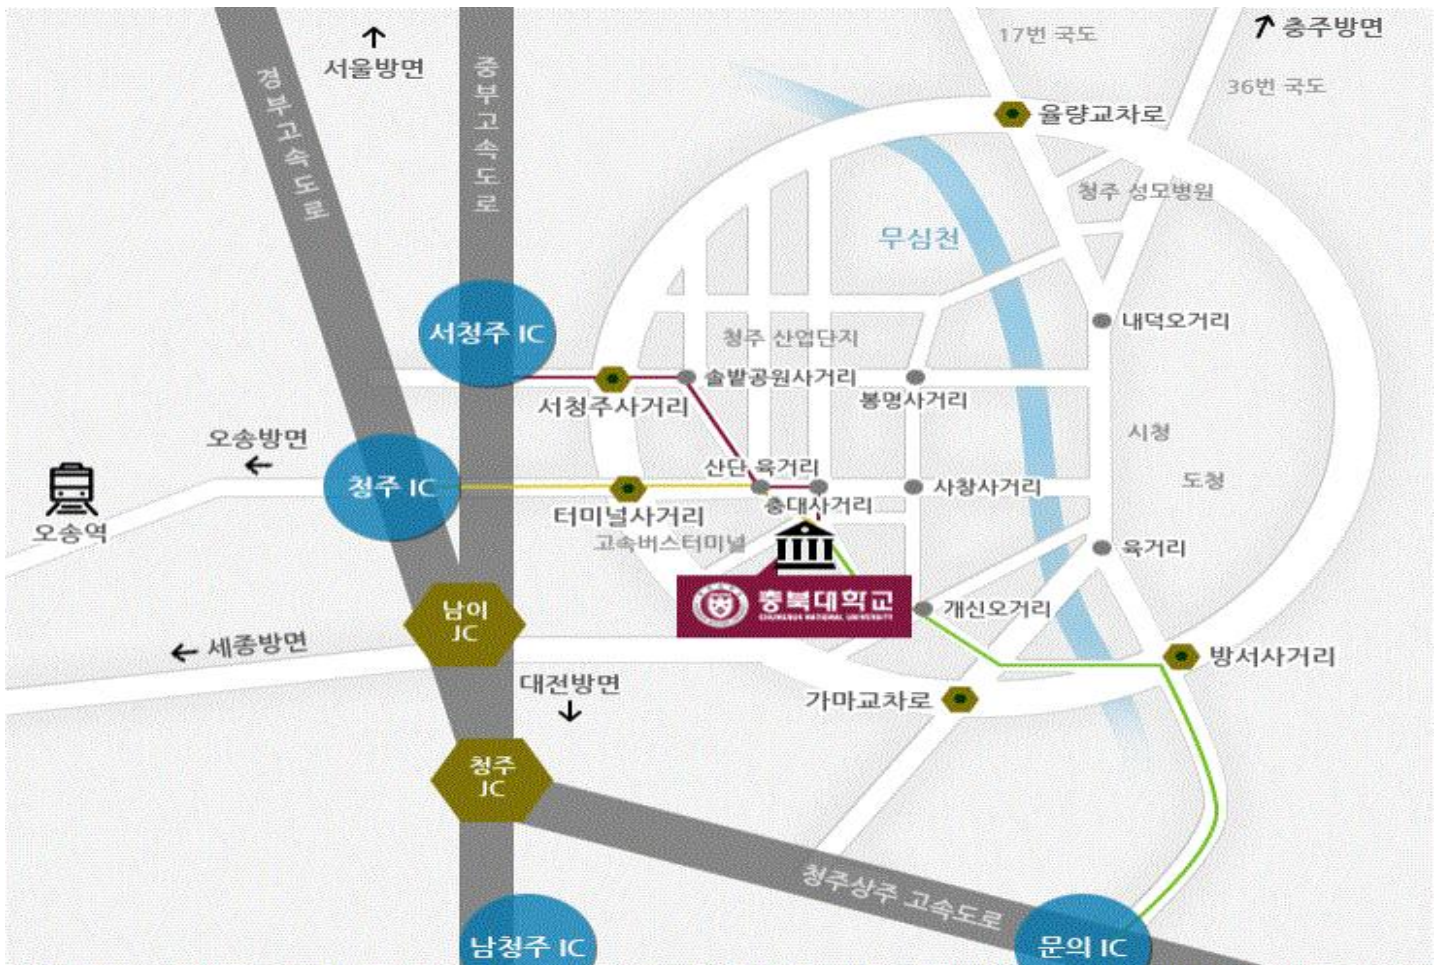 17번 국도
충주방면
서울방면
경부고속도로
중부고속도로
36번 국도
율량교차로
청주 성모병원
무심천
서청주 IC
내덕오거리
청주 산업단지
솔밭공원사거리
서청주사거리
봉명사거리
시청
오송방면
산단 육거리
도청
청주 IC
사창사거리
충대사거리
터미널사거리
오송역
고속버스터미널
육거리
충북대학교
CHUNGBUK NATIONAL UNIVERSITY
개신오거리
남이
JC
세종방면
방서사거리
대전방면
가마교차로
청주
JC
청주상주 고속도로
남청주 IC
문의 IC